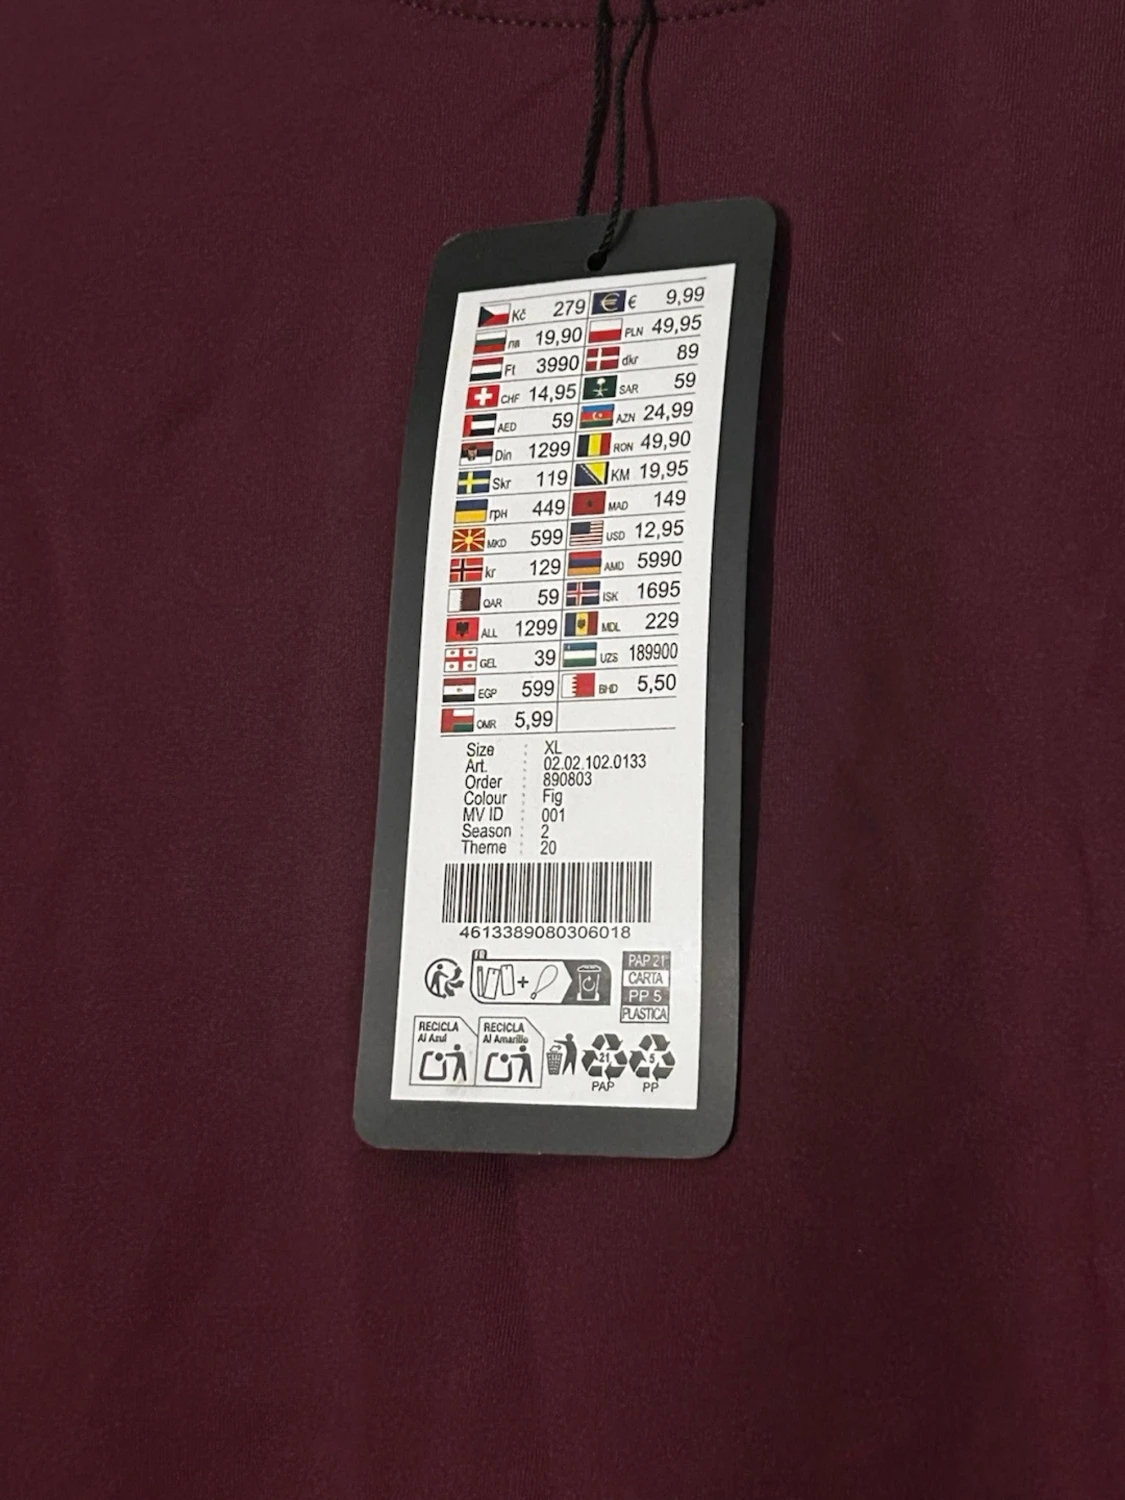 Kč 279 € 9,99
лв 19,90 PLN 49,95
Ft 3990 dkr 89
CHF 14,95 SAR 59
AED 59 AZN 24,99
Din 1299 RON 49,90
Skr 119 KM 19,95
грн 449 MAD 149
MKD 599 USD 12,95
kr 129 AMD 5990
QAR 59 ISK 1695
ALL 1299 MDL 229
GEL 39 UZS 189900
EGP 599 BHD 5,50
OMR 5,99
Size : XL
Art. : 02.02.102.0133
Order : 890803
Colour : Fig
MV ID : 001
Season : 2
Theme : 20
4613389080306018
FR
PAP 21
CARTA
PP 5
PLASTICA
RECICLA
Al Azul
RECICLA
Al Amarillo
21
PAP
5
PP